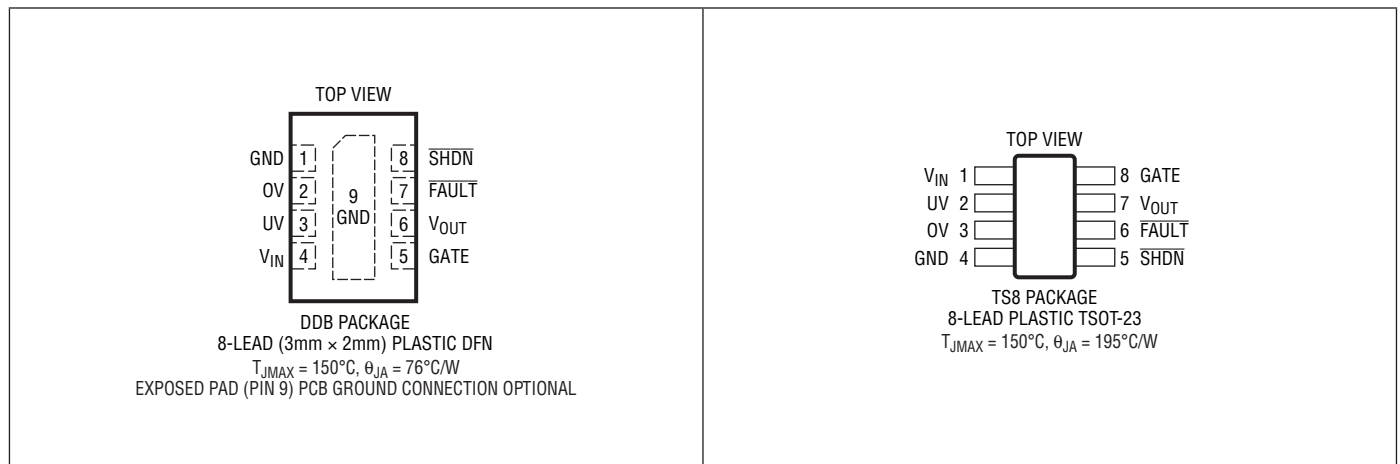 TOP VIEW
GND 1 8 SHDN
OV 2 7 FAULT
9
GND
UV 3 6 VOUT
VIN 4 5 GATE
DDB PACKAGE
8-LEAD (3mm × 2mm) PLASTIC DFN
TJMAX = 150°C, θJA = 76°C/W
EXPOSED PAD (PIN 9) PCB GROUND CONNECTION OPTIONAL
TOP VIEW
VIN 1 8 GATE
UV 2 7 VOUT
OV 3 6 FAULT
GND 4 5 SHDN
TS8 PACKAGE
8-LEAD PLASTIC TSOT-23
TJMAX = 150°C, θJA = 195°C/W